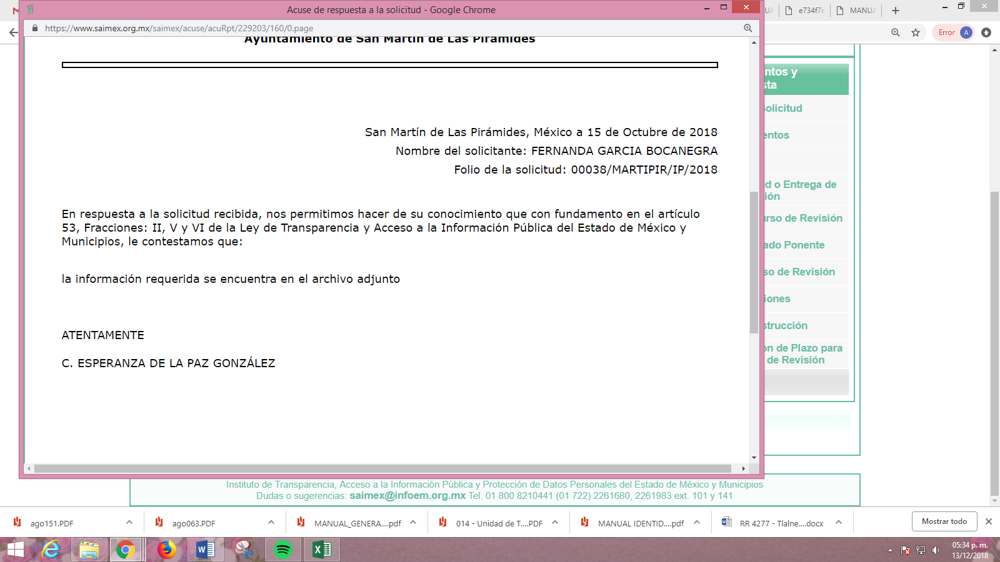 Acuse de respuesta a la solicitud - Google Chrome
e734f7e
MANUA
https://www.saimex.org.mx/saimex/acuse/acuRpt/229203/160/0.page
Error
A
Ayuntamiento de San Martín de Las Pirámides
San Martín de Las Pirámides, México a 15 de Octubre de 2018
Nombre del solicitante: FERNANDA GARCIA BOCANEGRA
Folio de la solicitud: 00038/MARTIPIR/IP/2018
En respuesta a la solicitud recibida, nos permitimos hacer de su conocimiento que con fundamento en el artículo
53, Fracciones: II, V y VI de la Ley de Transparencia y Acceso a la Información Pública del Estado de México y
Municipios, le contestamos que:
la información requerida se encuentra en el archivo adjunto
ATENTAMENTE
C. ESPERANZA DE LA PAZ GONZÁLEZ
ntos y
sta
olicitud
entos
d o Entrega de
ión
rso de Revisión
ado Ponente
so de Revisión
iones
strucción
on de Plazo para
de Revisión
Instituto de Transparencia, Acceso a la Información Pública y Protección de Datos Personales del Estado de México y Municipios
Dudas o sugerencias: saimex@infoem.org.mx Tel. 01 800 8210441 (01 722) 2261680, 2261983 ext. 101 y 141
ago151.PDF
ago063.PDF
MANUAL_GENERA....pdf
014 - Unidad de T....PDF
MANUAL IDENTID....pdf
RR 4277 - Tlalne....docx
Mostrar todo
05:34 p. m.
13/12/2018